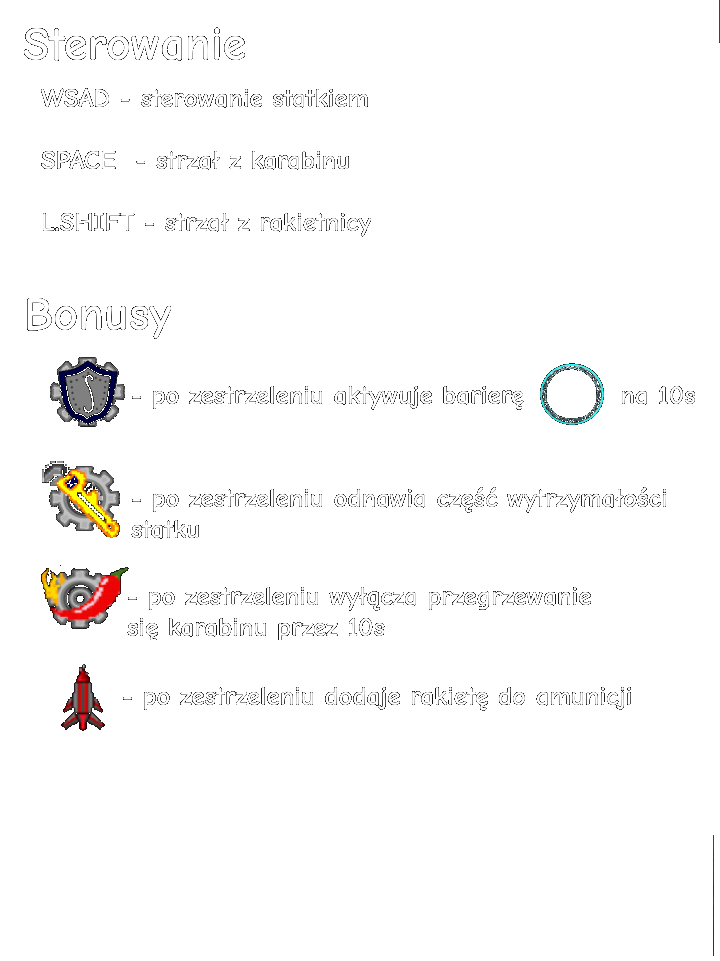 Sterowanie
WSAD - sterowanie statkiem
SPACE - strzał z karabinu
L.SHIFT - strzał z rakietnicy
Bonusy
- po zestrzeleniu aktywuje barierę na 10s
- po zestrzeleniu odnawia część wytrzymałości
statku
- po zestrzeleniu wyłącza przegrzewanie
się karabinu przez 10s
- po zestrzeleniu dodaje rakietę do amunicji